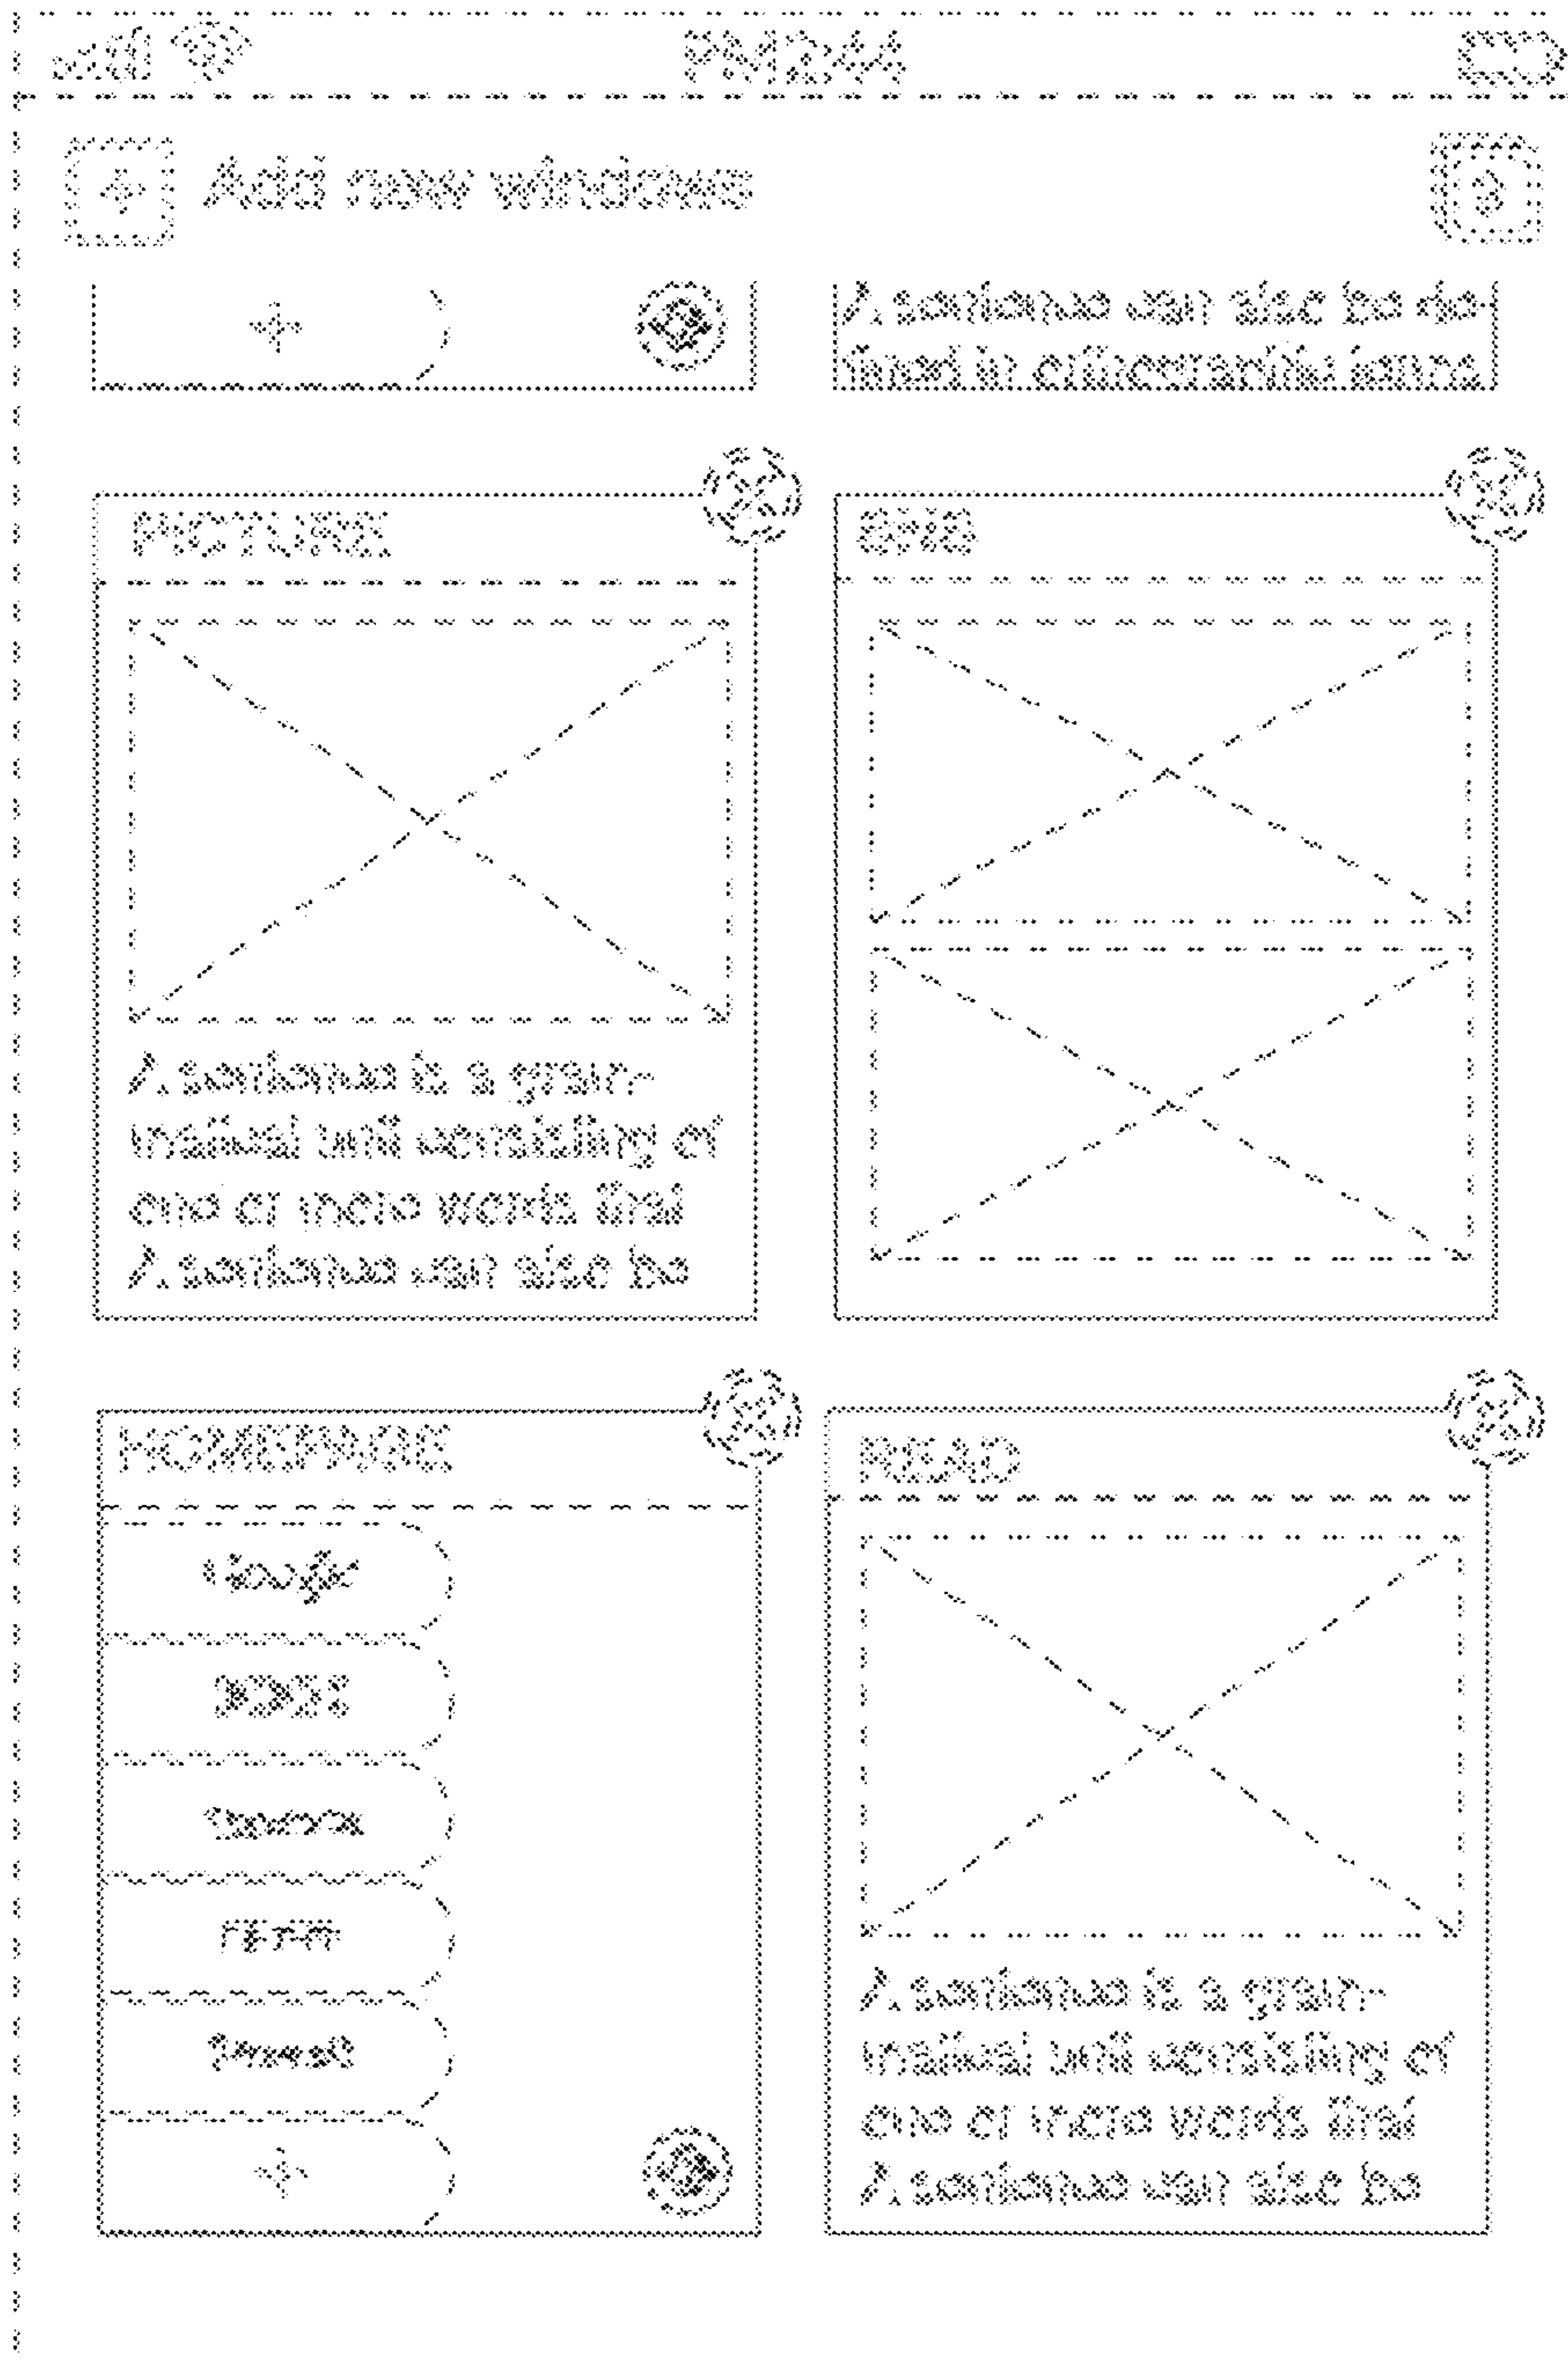 PM2:44
Add new windows
A sentence can also be de-
fined in orthographic terms
PICTURE
SNS
A sentence is a gram-
matical unit consisting of
one or more words that
A sentence can also be
HOMEPAGE
READ
Google
A sentence is a gram-
matical unit consisting of
one or more words that
A sentence can also be